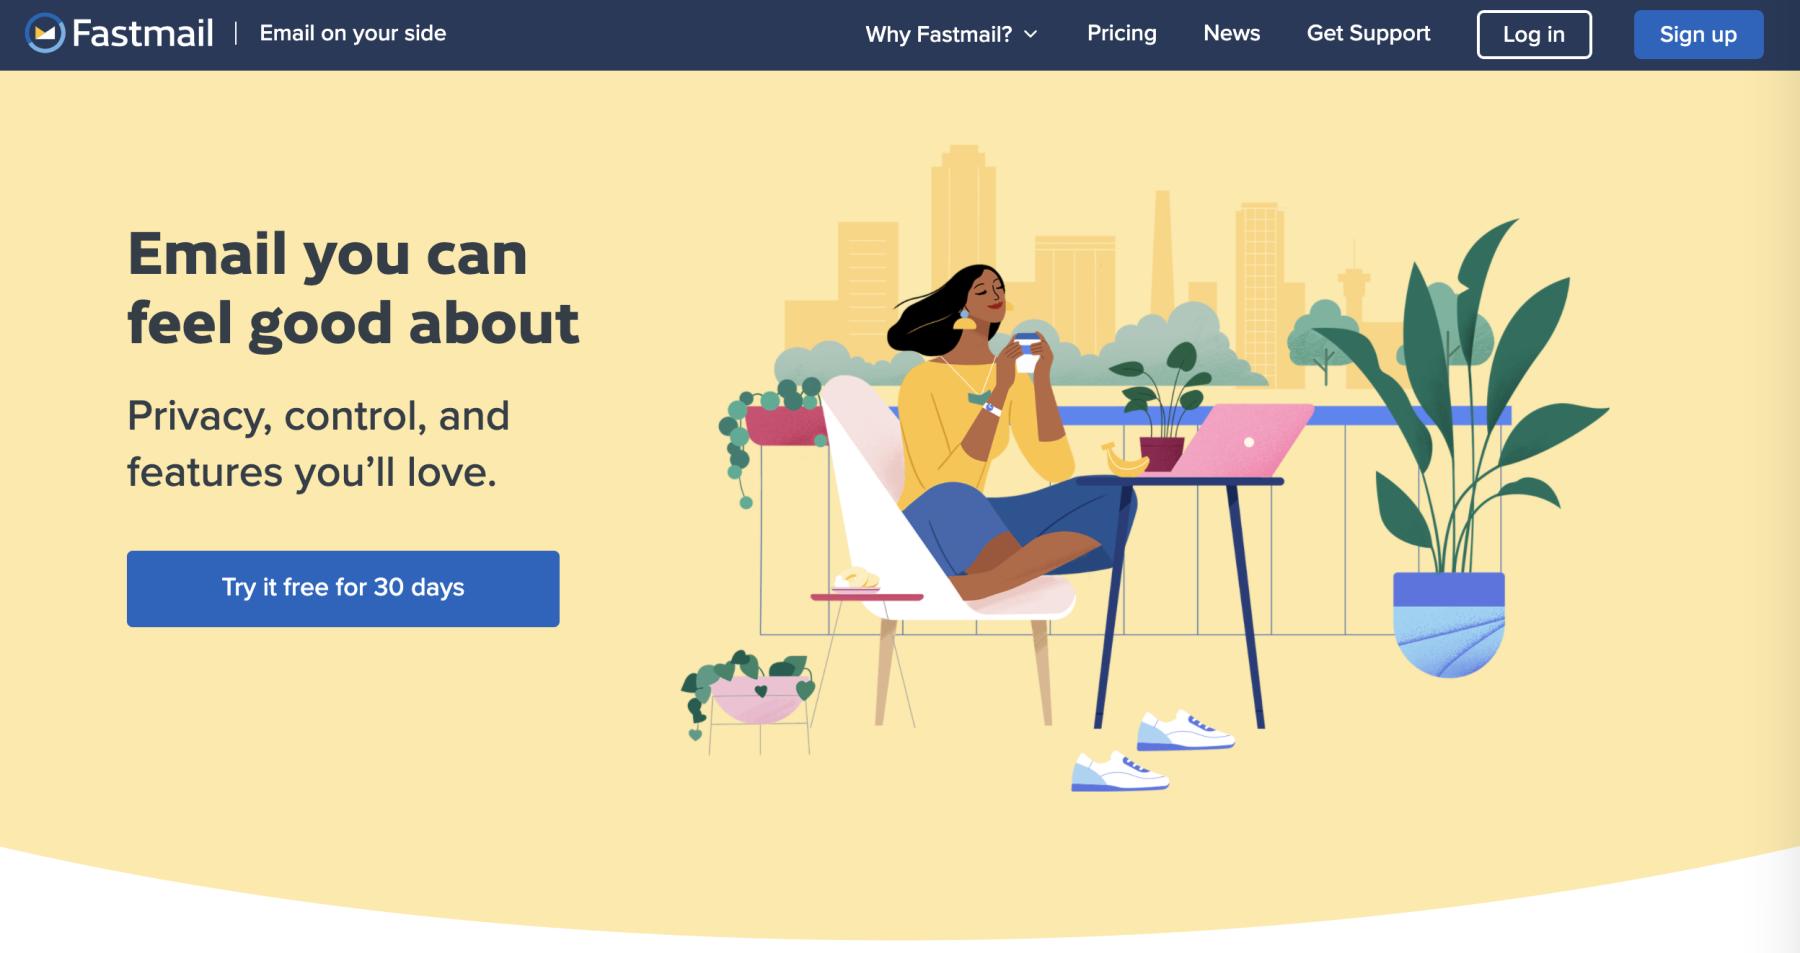 Fastmail
Email on your side
Why Fastmail?
Pricing
News
Get Support
Log in
Sign up
Email you can
feel good about
Privacy, control, and
features you’ll love.
Try it free for 30 days